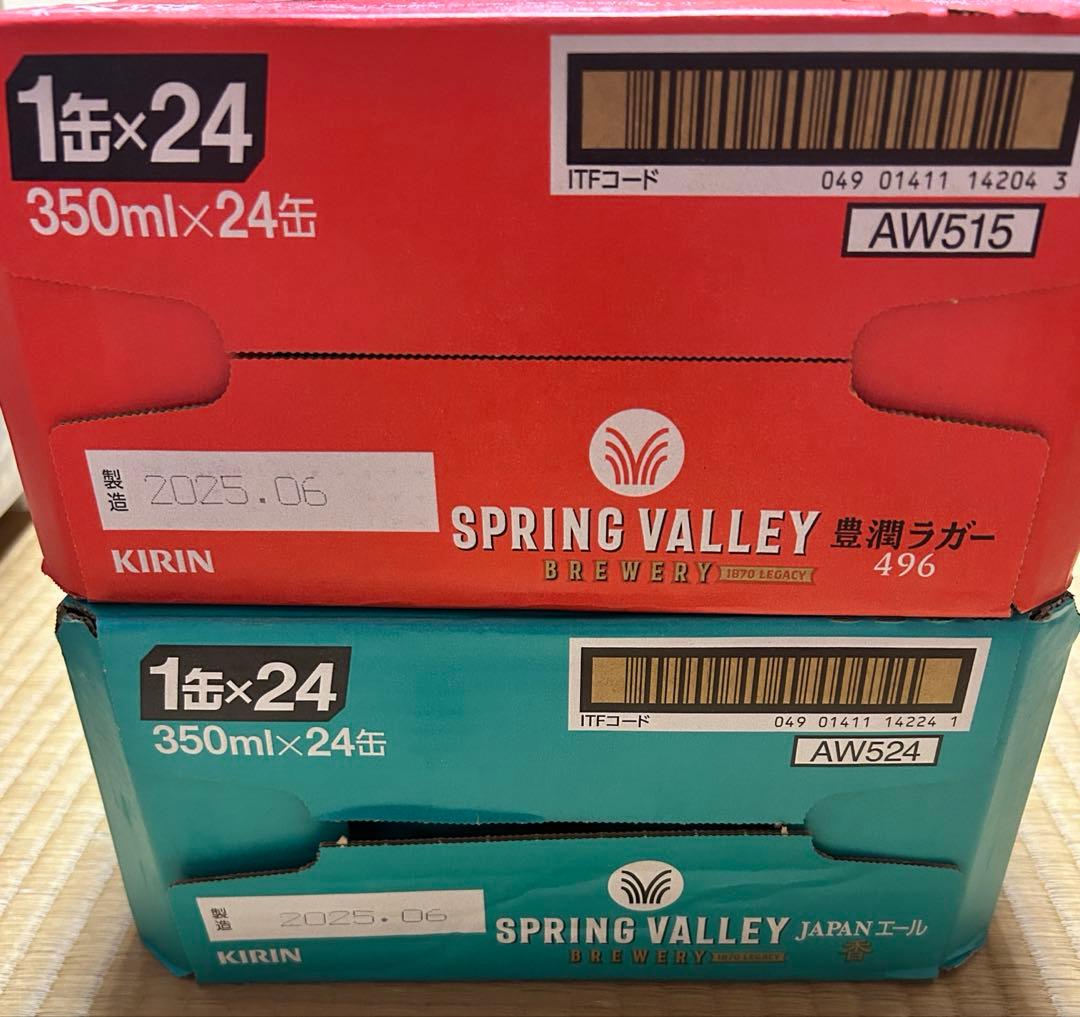 1缶×24
350ml×24缶
ITFコード 049 01411 14204 3
AW515
製造 2025.06
KIRIN
SPRING VALLEY 豊潤ラガー
BREWERY 1870 LEGACY 496
1缶×24
350ml×24缶
ITFコード 049 01411 14224 1
AW524
製造 2025.06
KIRIN
SPRING VALLEY JAPANエール
BREWERY 1870 LEGACY 香